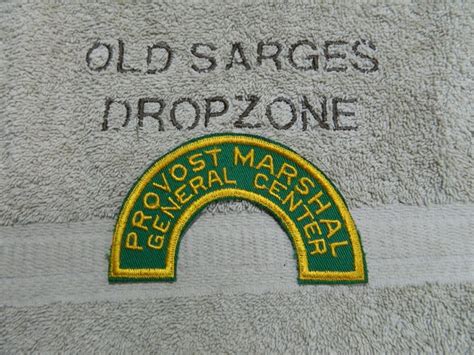 OLD SARGES
DROPZONE
PROVOST MARSHAL
GENERAL CENTER